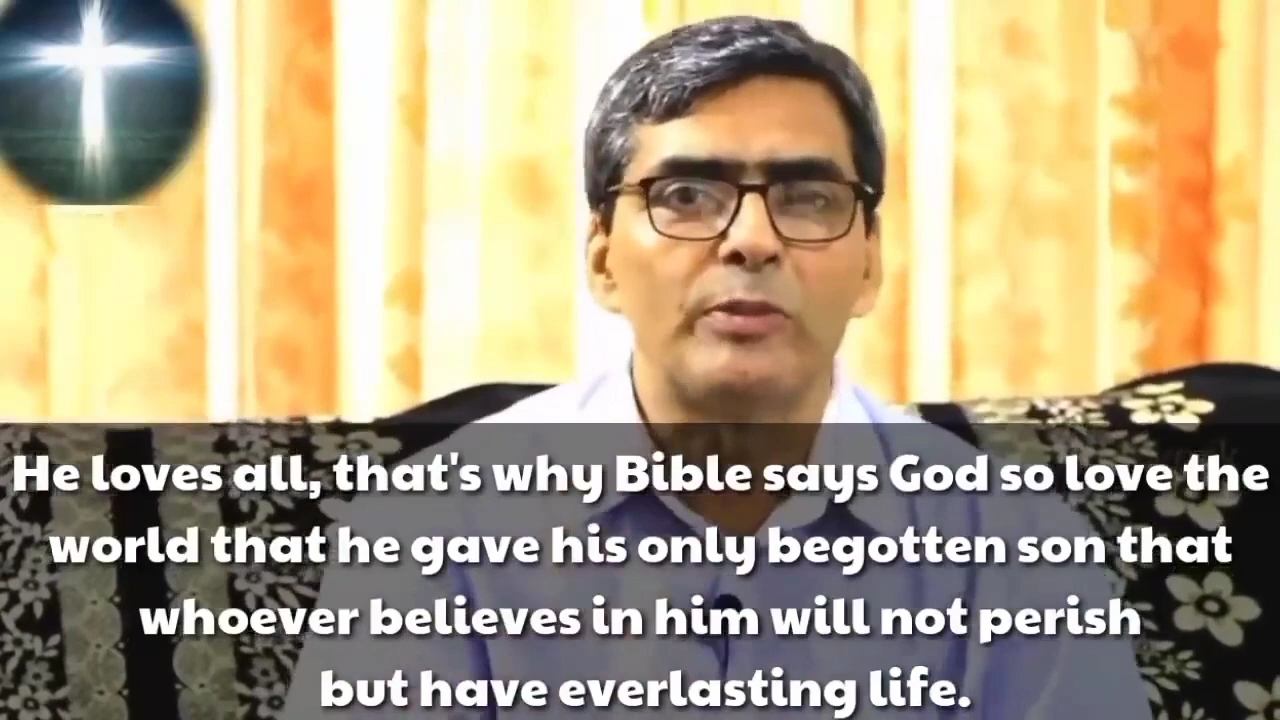 He loves all, that's why Bible says God so love the
world that he gave his only begotten son that
whoever believes in him will not perish
but have everlasting life.